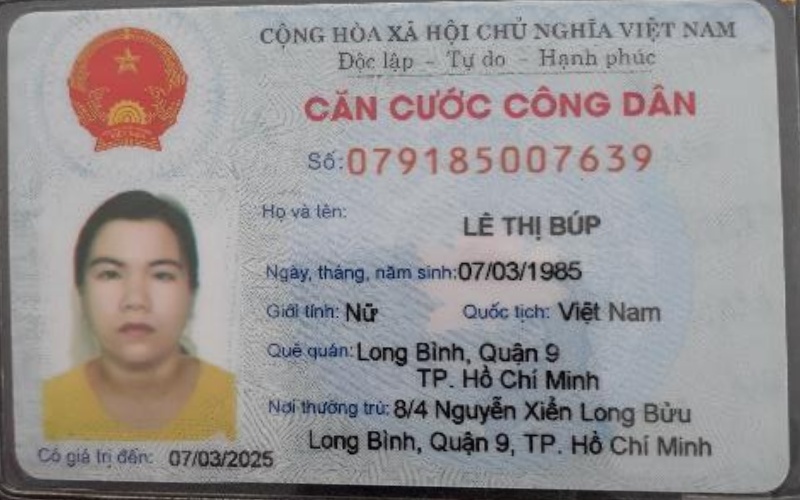 CỘNG HÒA XÃ HỘI CHỦ NGHĨA VIỆT NAM
Độc lập - Tự do - Hạnh phúc
CĂN CƯỚC CÔNG DÂN
Số: 079185007639
Họ và tên:
LÊ THỊ BÚP
Ngày, tháng, năm sinh: 07/03/1985
Giới tính: Nữ Quốc tịch: Việt Nam
Quê quán: Long Bình, Quận 9
TP. Hồ Chí Minh
Nơi thường trú: 8/4 Nguyễn Xiển Long Bửu
Long Bình, Quận 9, TP. Hồ Chí Minh
Có giá trị đến: 07/03/2025